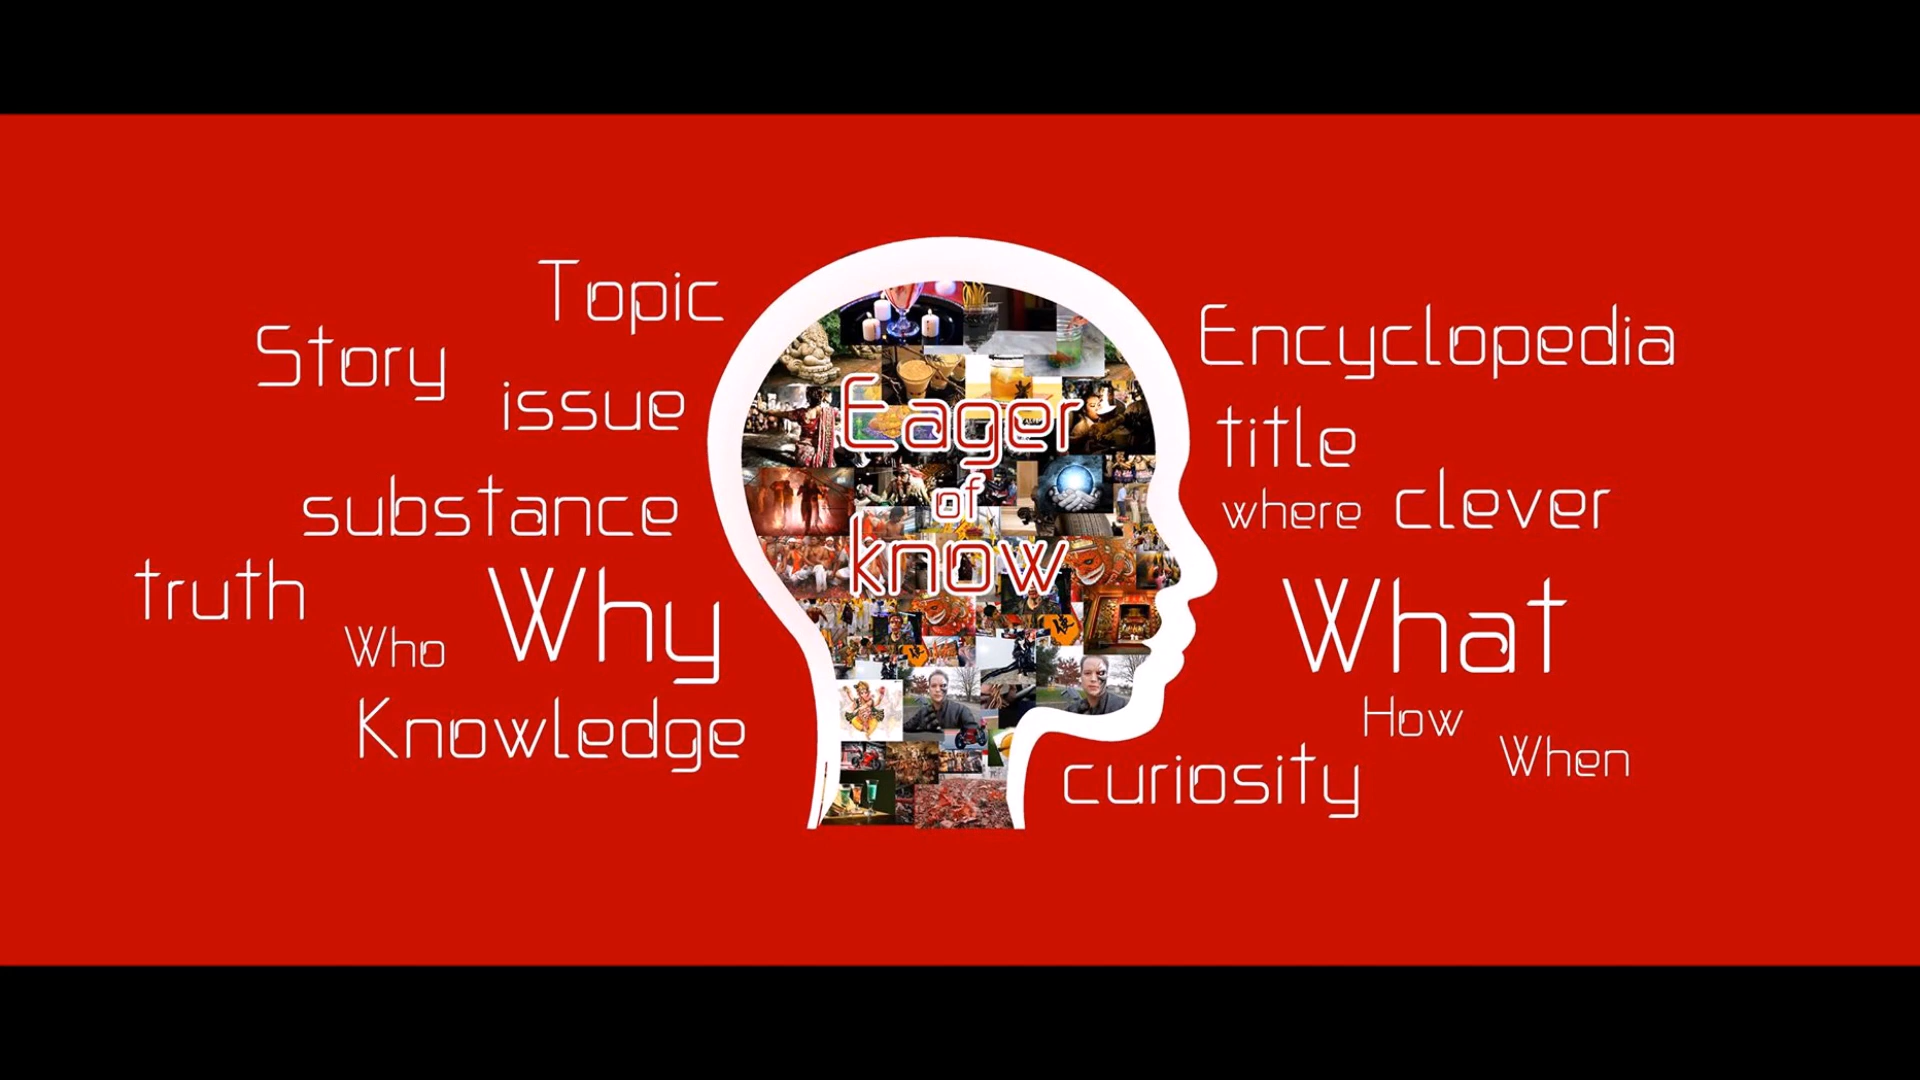 Topic
Story
issue
substance
truth
Who
Why
Knowledge
Eager
of
know
Encyclopedia
title
where
clever
What
How
When
curiosity